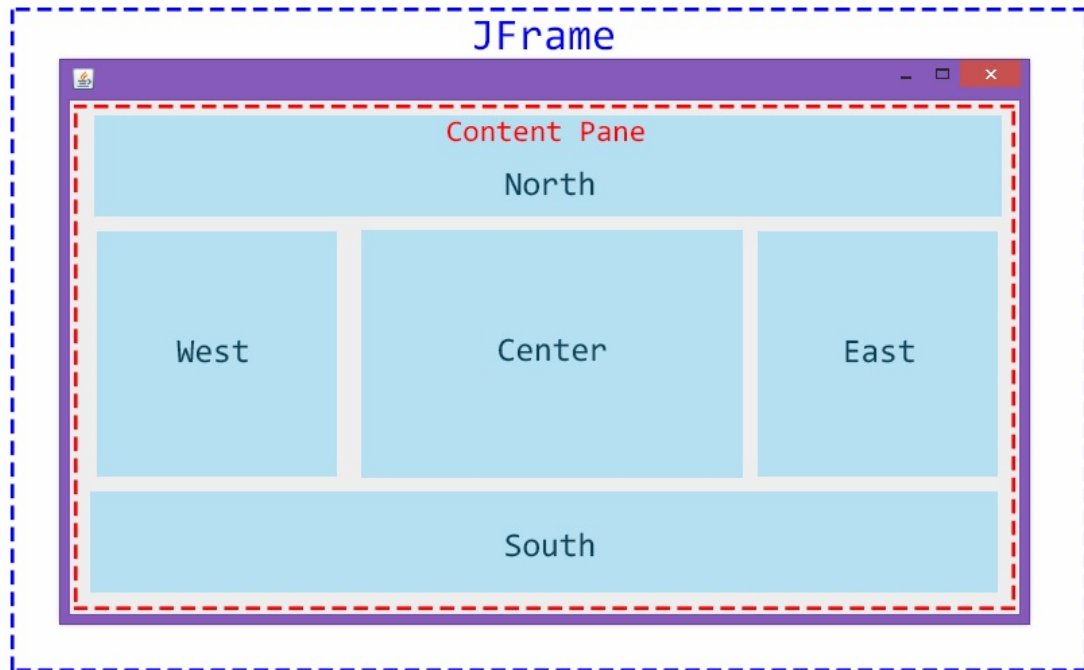 JFrame
Content Pane
North
West Center East
South